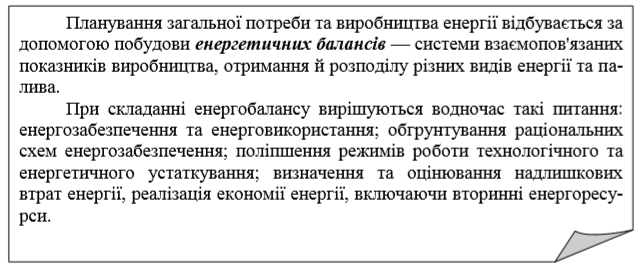 Планування загальної потреби та виробництва енергії відбувається за
допомогою побудови енергетичних балансів — системи взаємопов'язаних
показників виробництва, отримання й розподілу різних видів енергії та па-
лива.
При складанні енергобалансу вирішуються водночас такі питання:
енергозабезпечення та енерговикористання; обгрунтування раціональних
схем енергозабезпечення; поліпшення режимів роботи технологічного та
енергетичного устаткування; визначення та оцінювання надлишкових
втрат енергії, реалізація економії енергії, включаючи вторинні енергоресу-
рси.